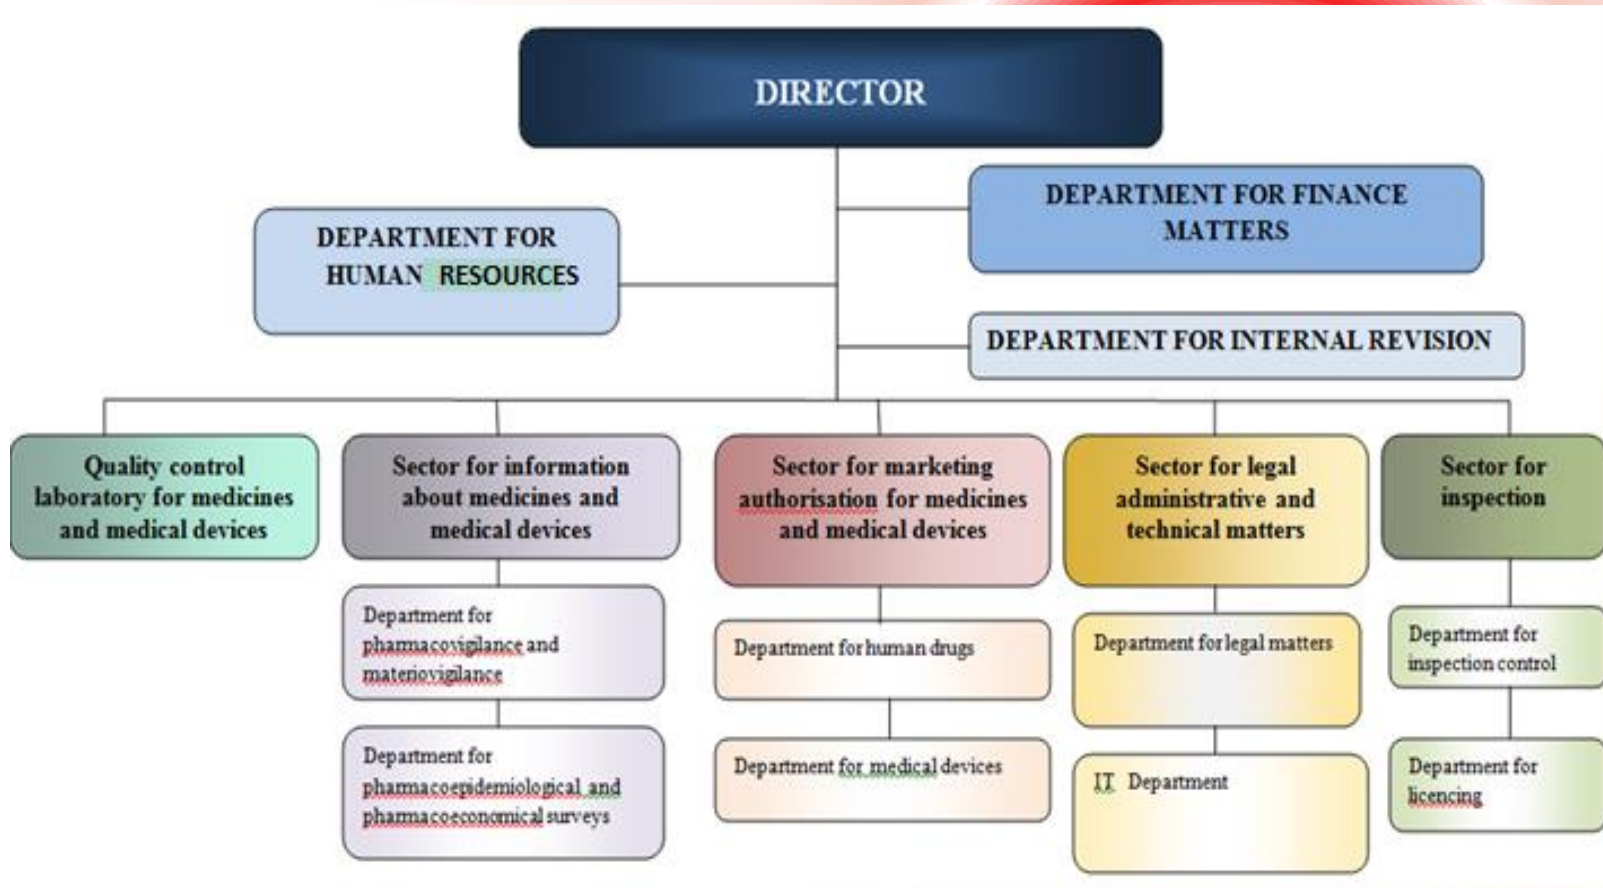 DIRECTOR
DEPARTMENT FOR FINANCE
MATTERS
DEPARTMENT FOR
HUMAN RESOURCES
DEPARTMENT FOR INTERNAL REVISION
Quality control
laboratory for medicines
and medical devices
Sector for information
about medicines and
medical devices
Sector for marketing
authorisation for medicines
and medical devices
Sector for legal
administrative and
technical matters
Sector for
inspection
Department for
pharmacovigilance and
materiovigilance
Department for human drugs
Department for legal matters
Department for
inspection control
Department for
pharmacoepidemiological and
pharmacoeconomical surveys
Department for medical devices
IT Department
Department for
licencing